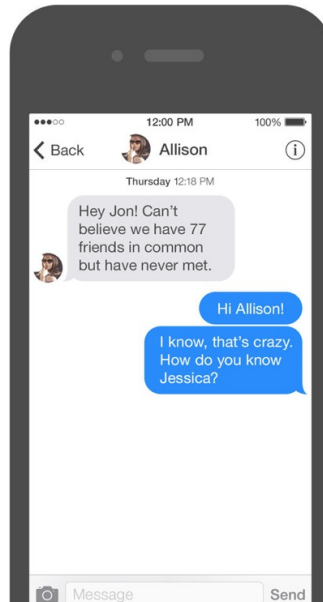 12:00 PM 100%
Back Allison i
Thursday 12:18 PM
Hey Jon! Can't
believe we have 77
friends in common
but have never met.
Hi Allison!
I know, that's crazy.
How do you know
Jessica?
Message Send